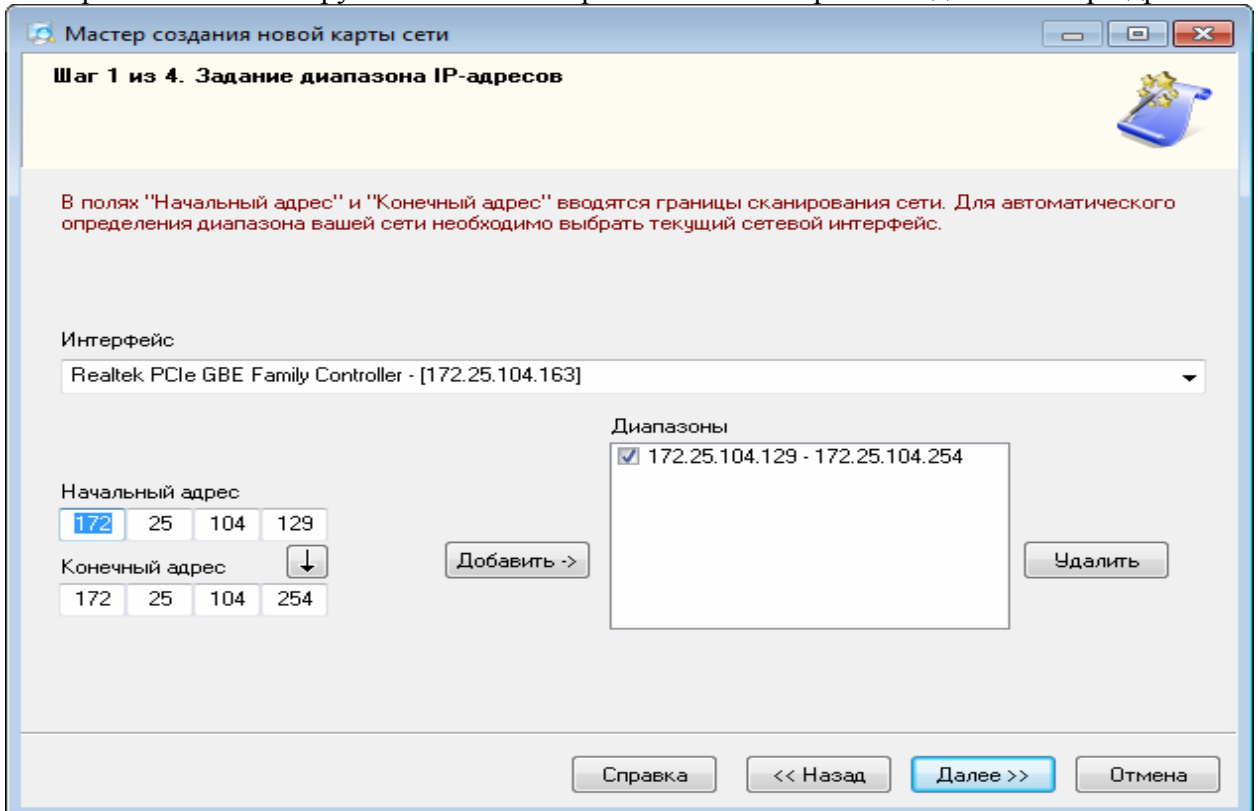 Мастер создания новой карты сети
Шаг 1 из 4. Задание диапазона IP-адресов
В полях "Начальный адрес" и "Конечный адрес" вводятся границы сканирования сети. Для автоматического
определения диапазона вашей сети необходимо выбрать текущий сетевой интерфейс.
Интерфейс
Realtek PCIe GBE Family Controller - [172.25.104.163]
Диапазоны
172.25.104.129 - 172.25.104.254
Начальный адрес
172 25 104 129
Добавить ->
Удалить
Конечный адрес
172 25 104 254
Справка << Назад Далее >> Отмена